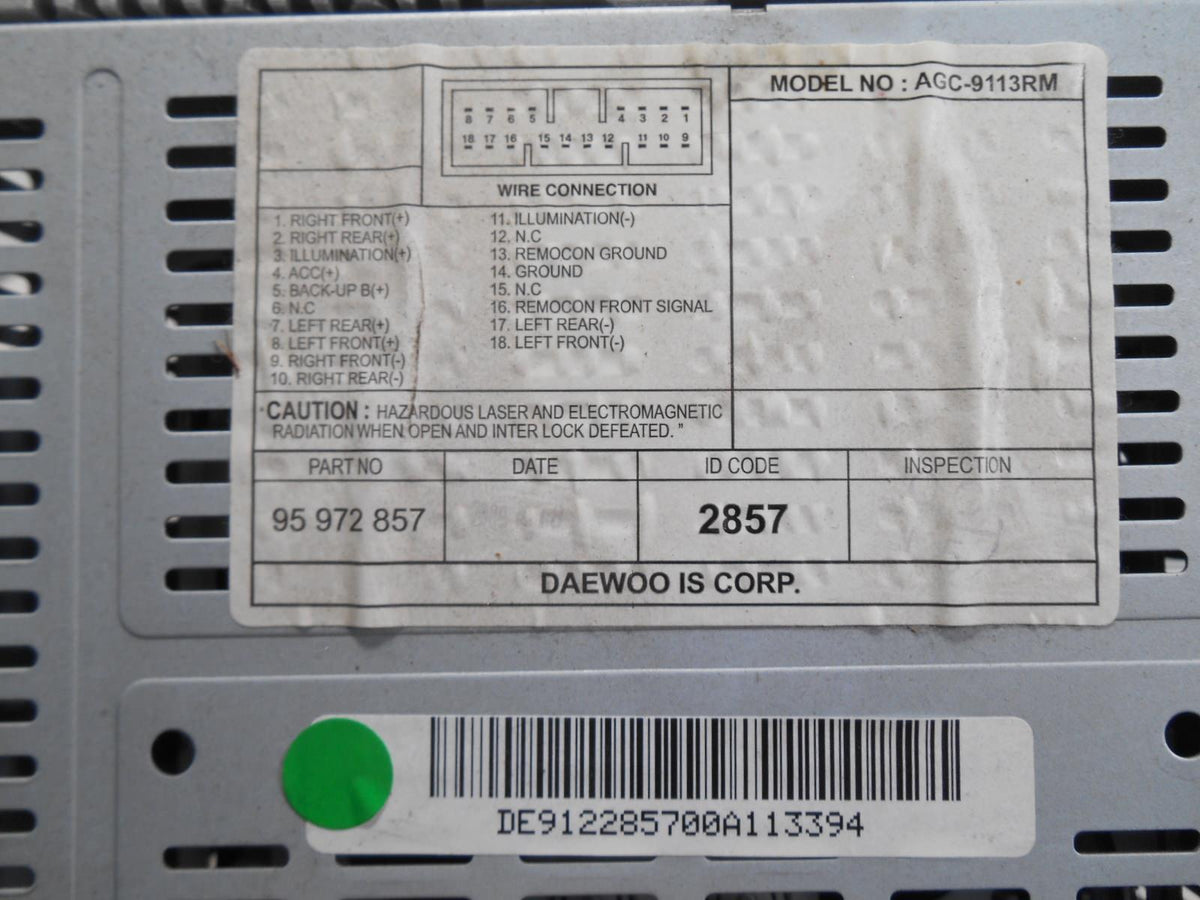 MODEL NO : AGC-9113RM
8 7 6 5 4 3 2 1
18 17 16 15 14 13 12 11 10 9
WIRE CONNECTION
1. RIGHT FRONT(+)
2. RIGHT REAR(+)
3. ILLUMINATION(+)
4. ACC(+)
5. BACK-UP B(+)
6. N.C
7. LEFT REAR(+)
8. LEFT FRONT(+)
9. RIGHT FRONT(-)
10. RIGHT REAR(-)
11. ILLUMINATION(-)
12. N.C
13. REMOCON GROUND
14. GROUND
15. N.C
16. REMOCON FRONT SIGNAL
17. LEFT REAR(-)
18. LEFT FRONT(-)
CAUTION : HAZARDOUS LASER AND ELECTROMAGNETIC
RADIATION WHEN OPEN AND INTER LOCK DEFEATED. "
PART NO DATE ID CODE INSPECTION
95 972 857 2857
DAEWOO IS CORP.
DE912285700A113394